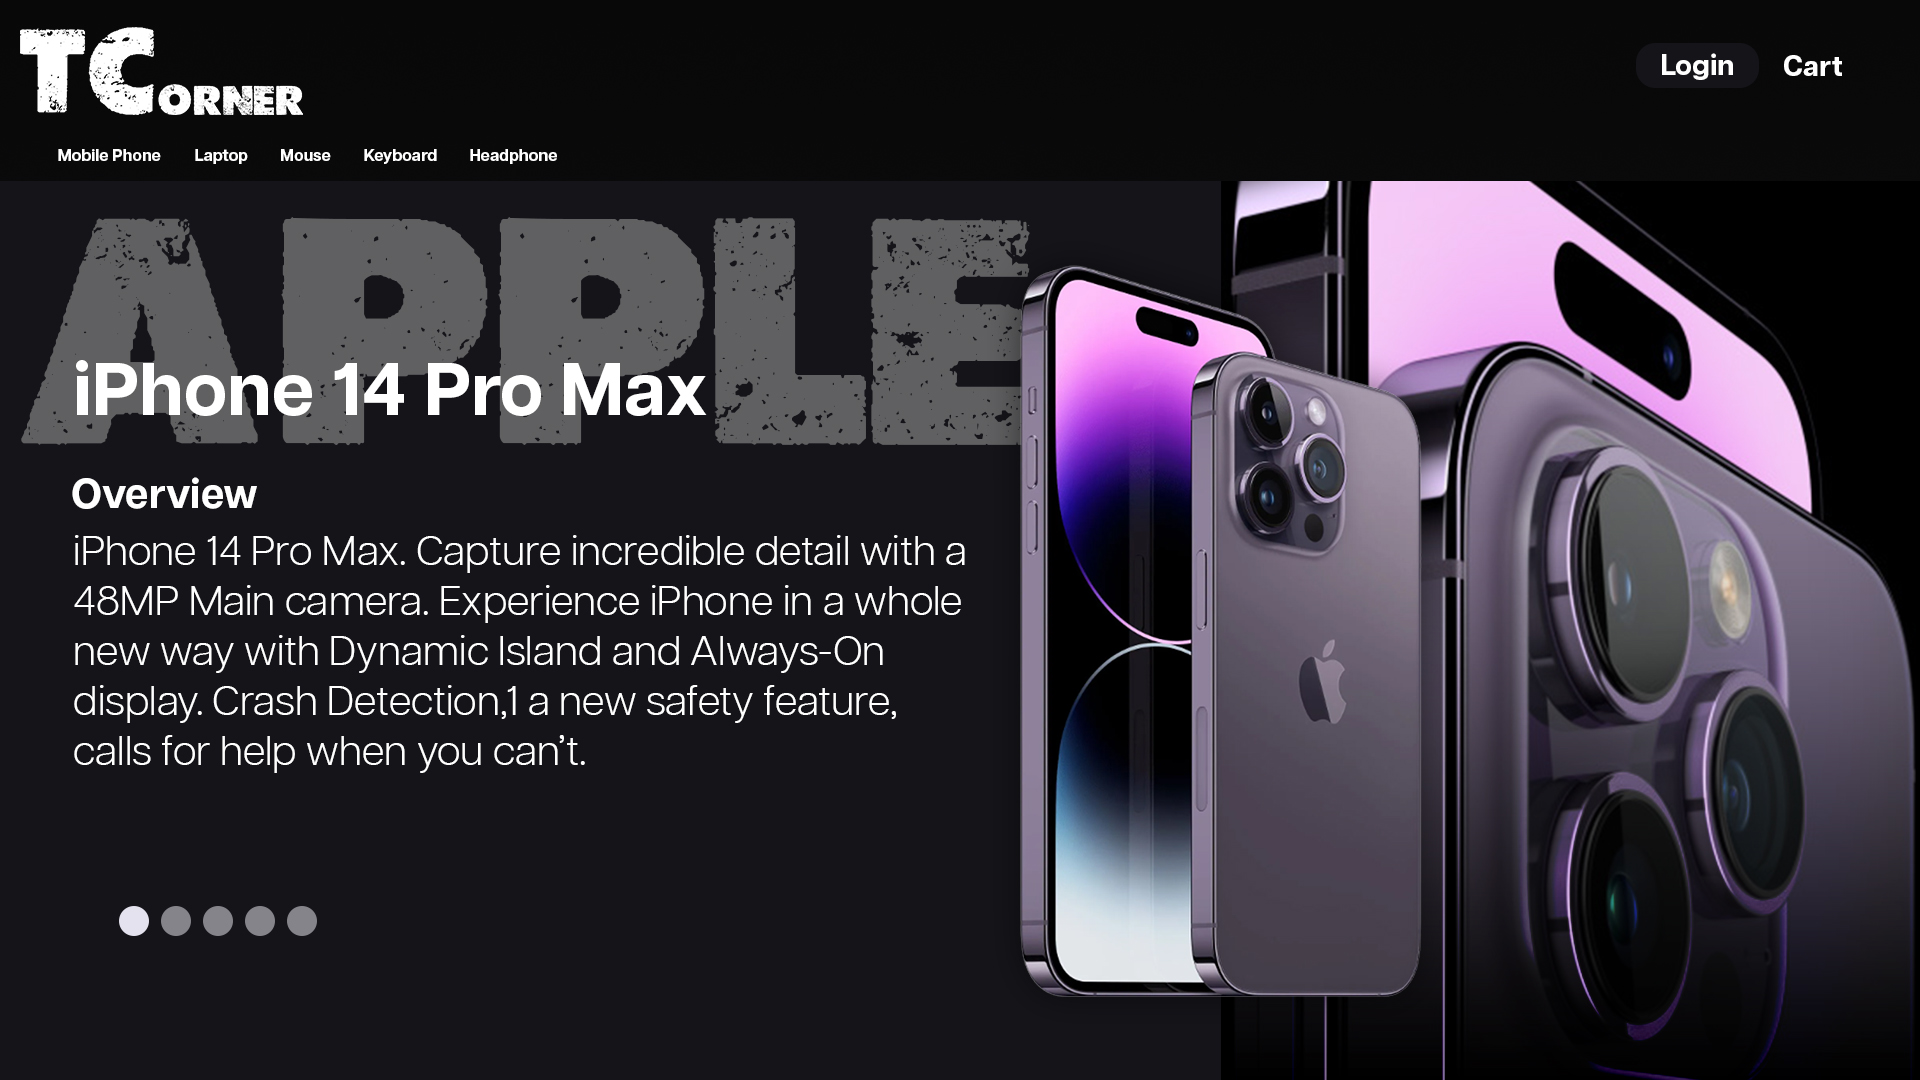 TCORNER
Login
Cart
Mobile Phone
Laptop
Mouse
Keyboard
Headphone
APPLE
iPhone 14 Pro Max
Overview
iPhone 14 Pro Max. Capture incredible detail with a
48MP Main camera. Experience iPhone in a whole
new way with Dynamic Island and Always-On
display. Crash Detection,1 a new safety feature,
calls for help when you can’t.